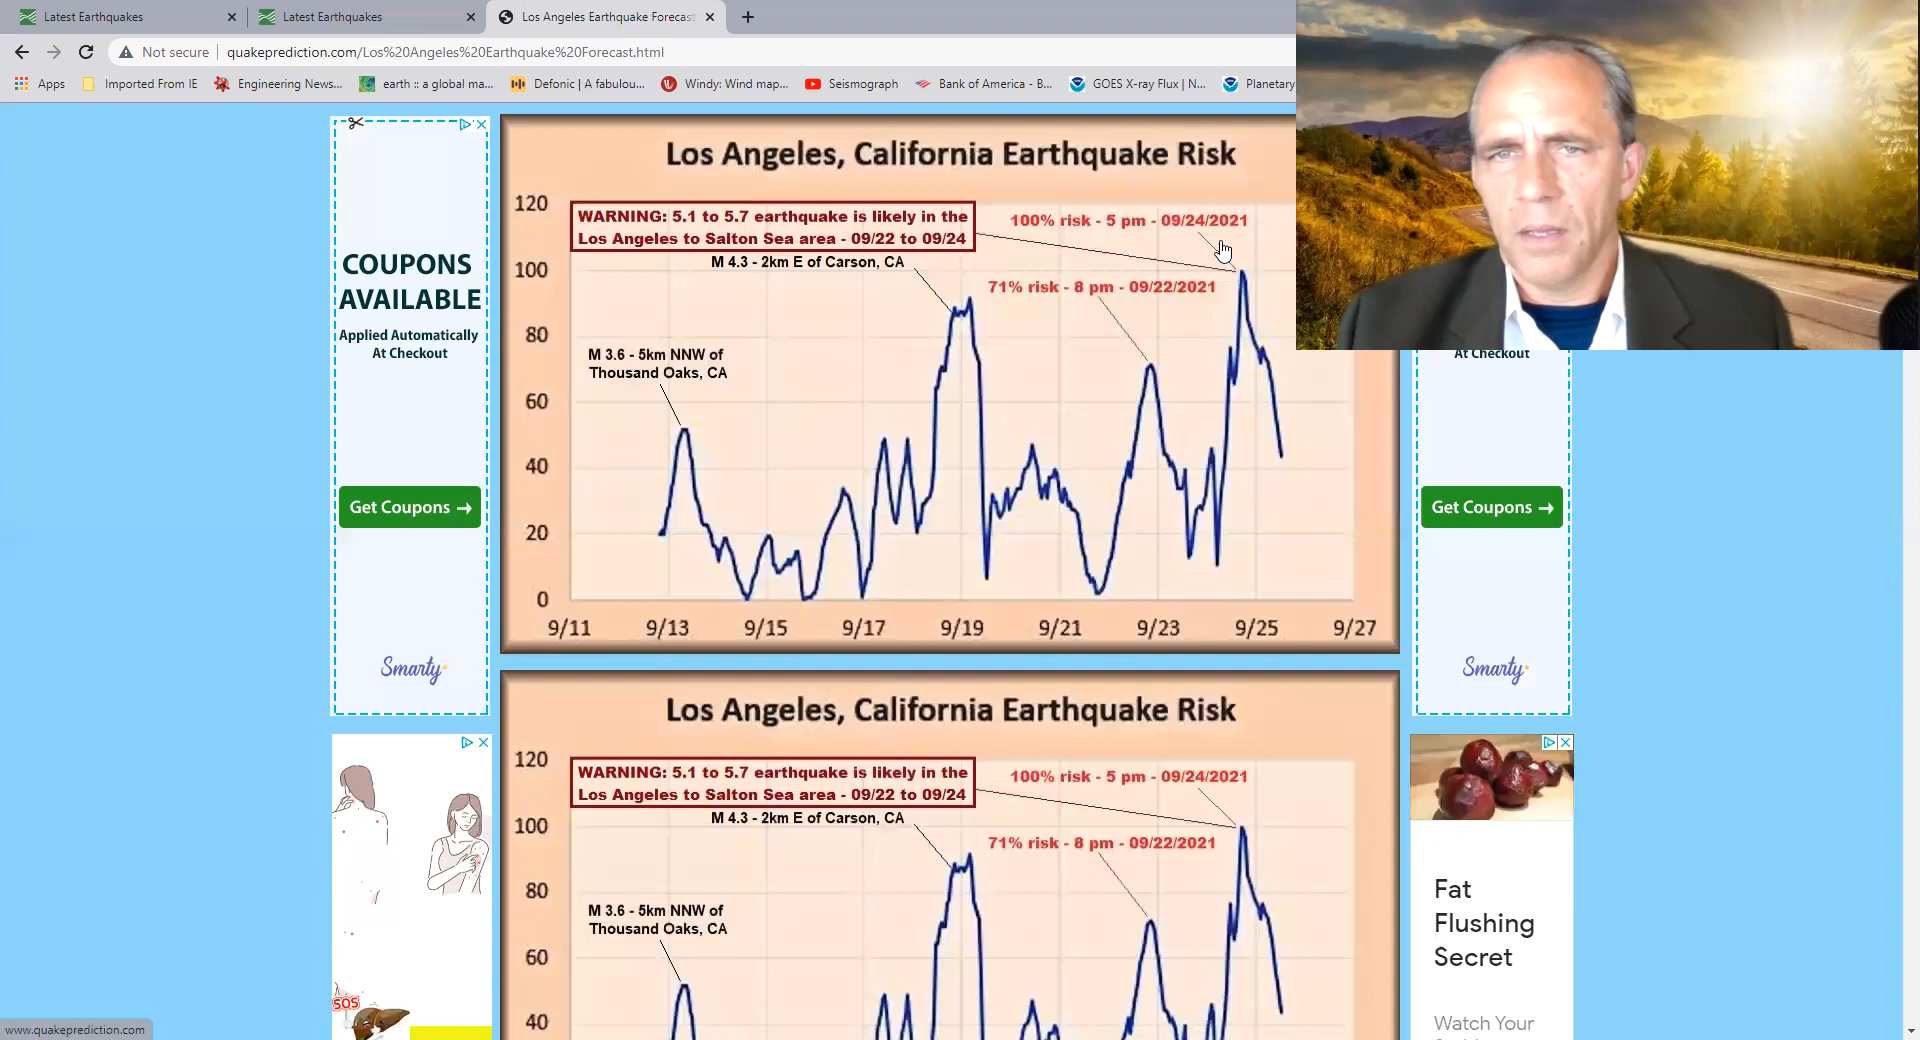 Latest Earthquakes
Latest Earthquakes
Los Angeles Earthquake Forecas
Not secure
quakeprediction.com/Los%20Angeles%20Earthquake%20Forecast.html
Apps
Imported From IE
Engineering News...
earth :: a global ma...
Defonic | A fabulou...
Windy: Wind map...
Seismograph
Bank of America - B...
GOES X-ray Flux | N...
Planetary
COUPONS
AVAILABLE
Applied Automatically
At Checkout
Get Coupons →
Smarty
Los Angeles, California Earthquake Risk
120
100
80
60
40
20
0
WARNING: 5.1 to 5.7 earthquake is likely in the
Los Angeles to Salton Sea area - 09/22 to 09/24
100% risk - 5 pm - 09/24/2021
M 4.3 - 2km E of Carson, CA
71% risk - 8 pm - 09/22/2021
M 3.6 - 5km NNW of
Thousand Oaks, CA
9/11
9/13
9/15
9/17
9/19
9/21
9/23
9/25
9/27
At Checkout
Get Coupons →
Smarty
Los Angeles, California Earthquake Risk
120
100
80
60
40
WARNING: 5.1 to 5.7 earthquake is likely in the
Los Angeles to Salton Sea area - 09/22 to 09/24
100% risk - 5 pm - 09/24/2021
M 4.3 - 2km E of Carson, CA
71% risk - 8 pm - 09/22/2021
M 3.6 - 5km NNW of
Thousand Oaks, CA
SOS
Fat
Flushing
Secret
Watch Your
www.quakeprediction.com